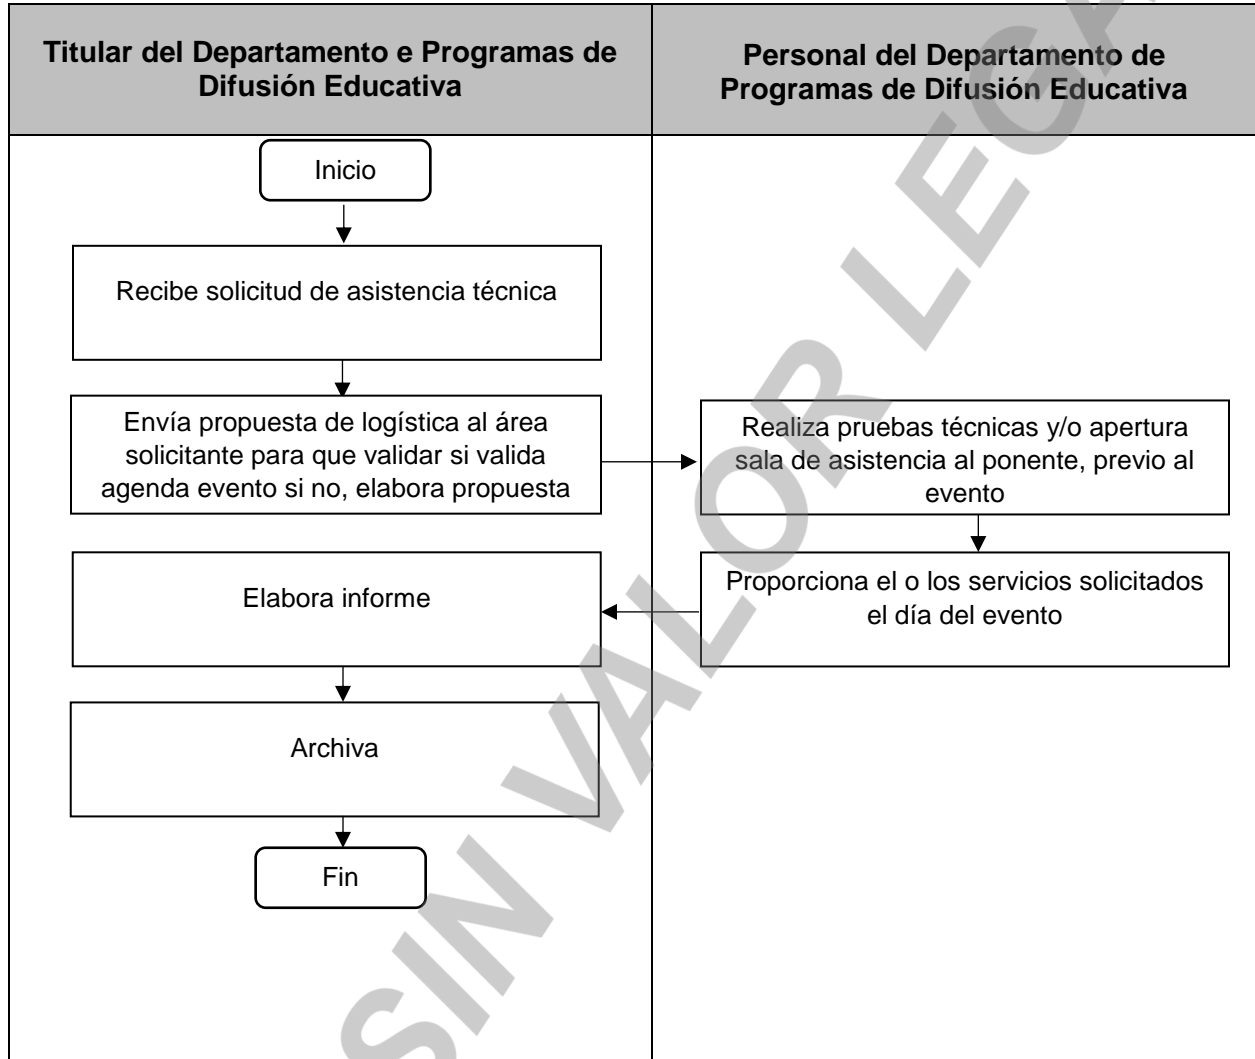 Titular del Departamento e Programas de
Difusión Educativa
Personal del Departamento de
Programas de Difusión Educativa
Inicio
Recibe solicitud de asistencia técnica
Envía propuesta de logística al área
solicitante para que validar si valida
agenda evento si no, elabora propuesta
Realiza pruebas técnicas y/o apertura
sala de asistencia al ponente, previo al
evento
Proporciona el o los servicios solicitados
el día del evento
Elabora informe
Archiva
Fin
SIN VALOR LEGA